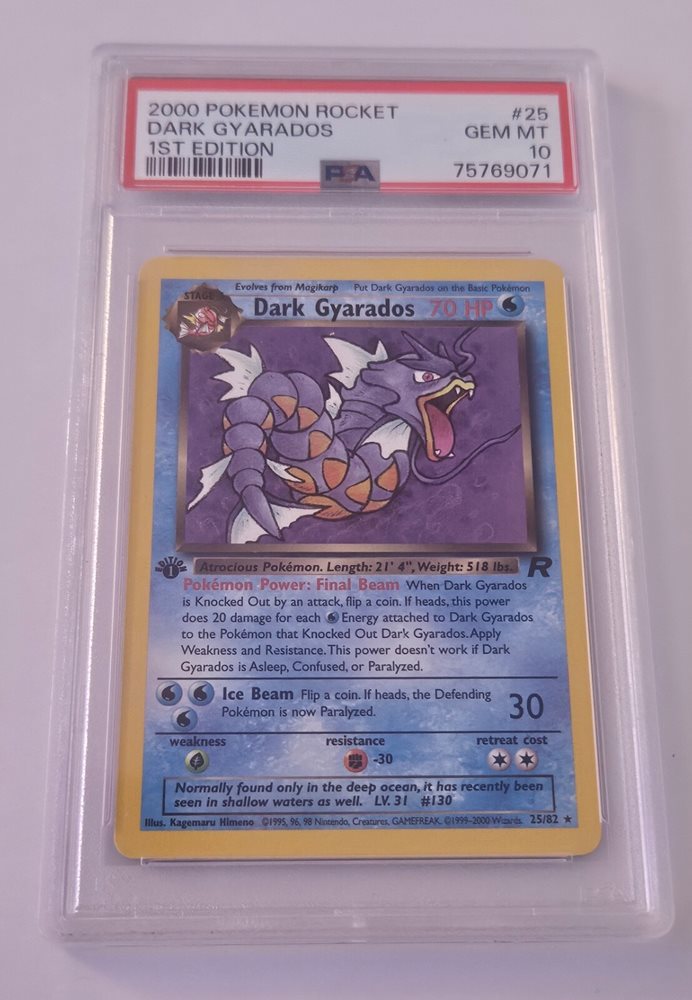 2000 POKEMON ROCKET #25
DARK GYARADOS GEM MT
1ST EDITION 10
PSA 75769071
Evolves from Magikarp Put Dark Gyarados on the Basic Pokémon
STAGE
Dark Gyarados 70 HP
EDITION
1
Atrocious Pokémon. Length: 21' 4", Weight: 518 lbs. R
Pokémon Power: Final Beam When Dark Gyarados
is Knocked Out by an attack, flip a coin. If heads, this power
does 20 damage for each Energy attached to Dark Gyarados
to the Pokémon that Knocked Out Dark Gyarados. Apply
Weakness and Resistance. This power doesn't work if Dark
Gyarados is Asleep, Confused, or Paralyzed.
Ice Beam Flip a coin. If heads, the Defending
Pokémon is now Paralyzed. 30
weakness resistance retreat cost
-30
Normally found only in the deep ocean, it has recently been
seen in shallow waters as well. LV. 31 #130
Illus. Kagemaru Himeno ©1995, 96, 98 Nintendo, Creatures, GAMEFREAK. ©1999-2000 Wizards. 25/82 ★